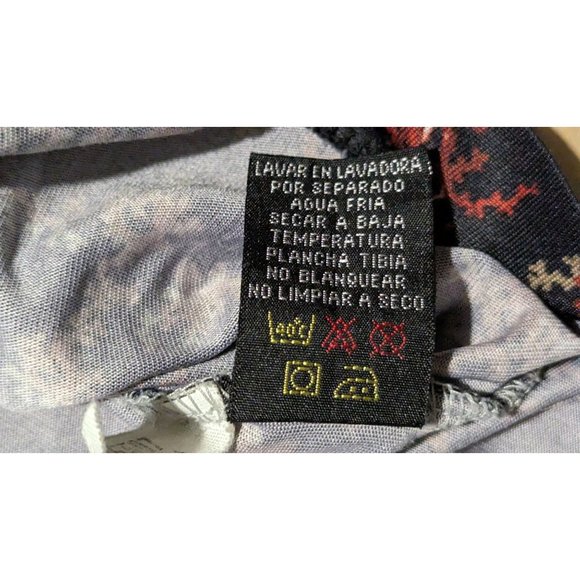 LAVAR EN LAVADORA
POR SEPARADO
AGUA FRIA
SECAR A BAJA
TEMPERATURA
PLANCHA TIBIA
NO BLANQUEAR
NO LIMPIAR A SECO